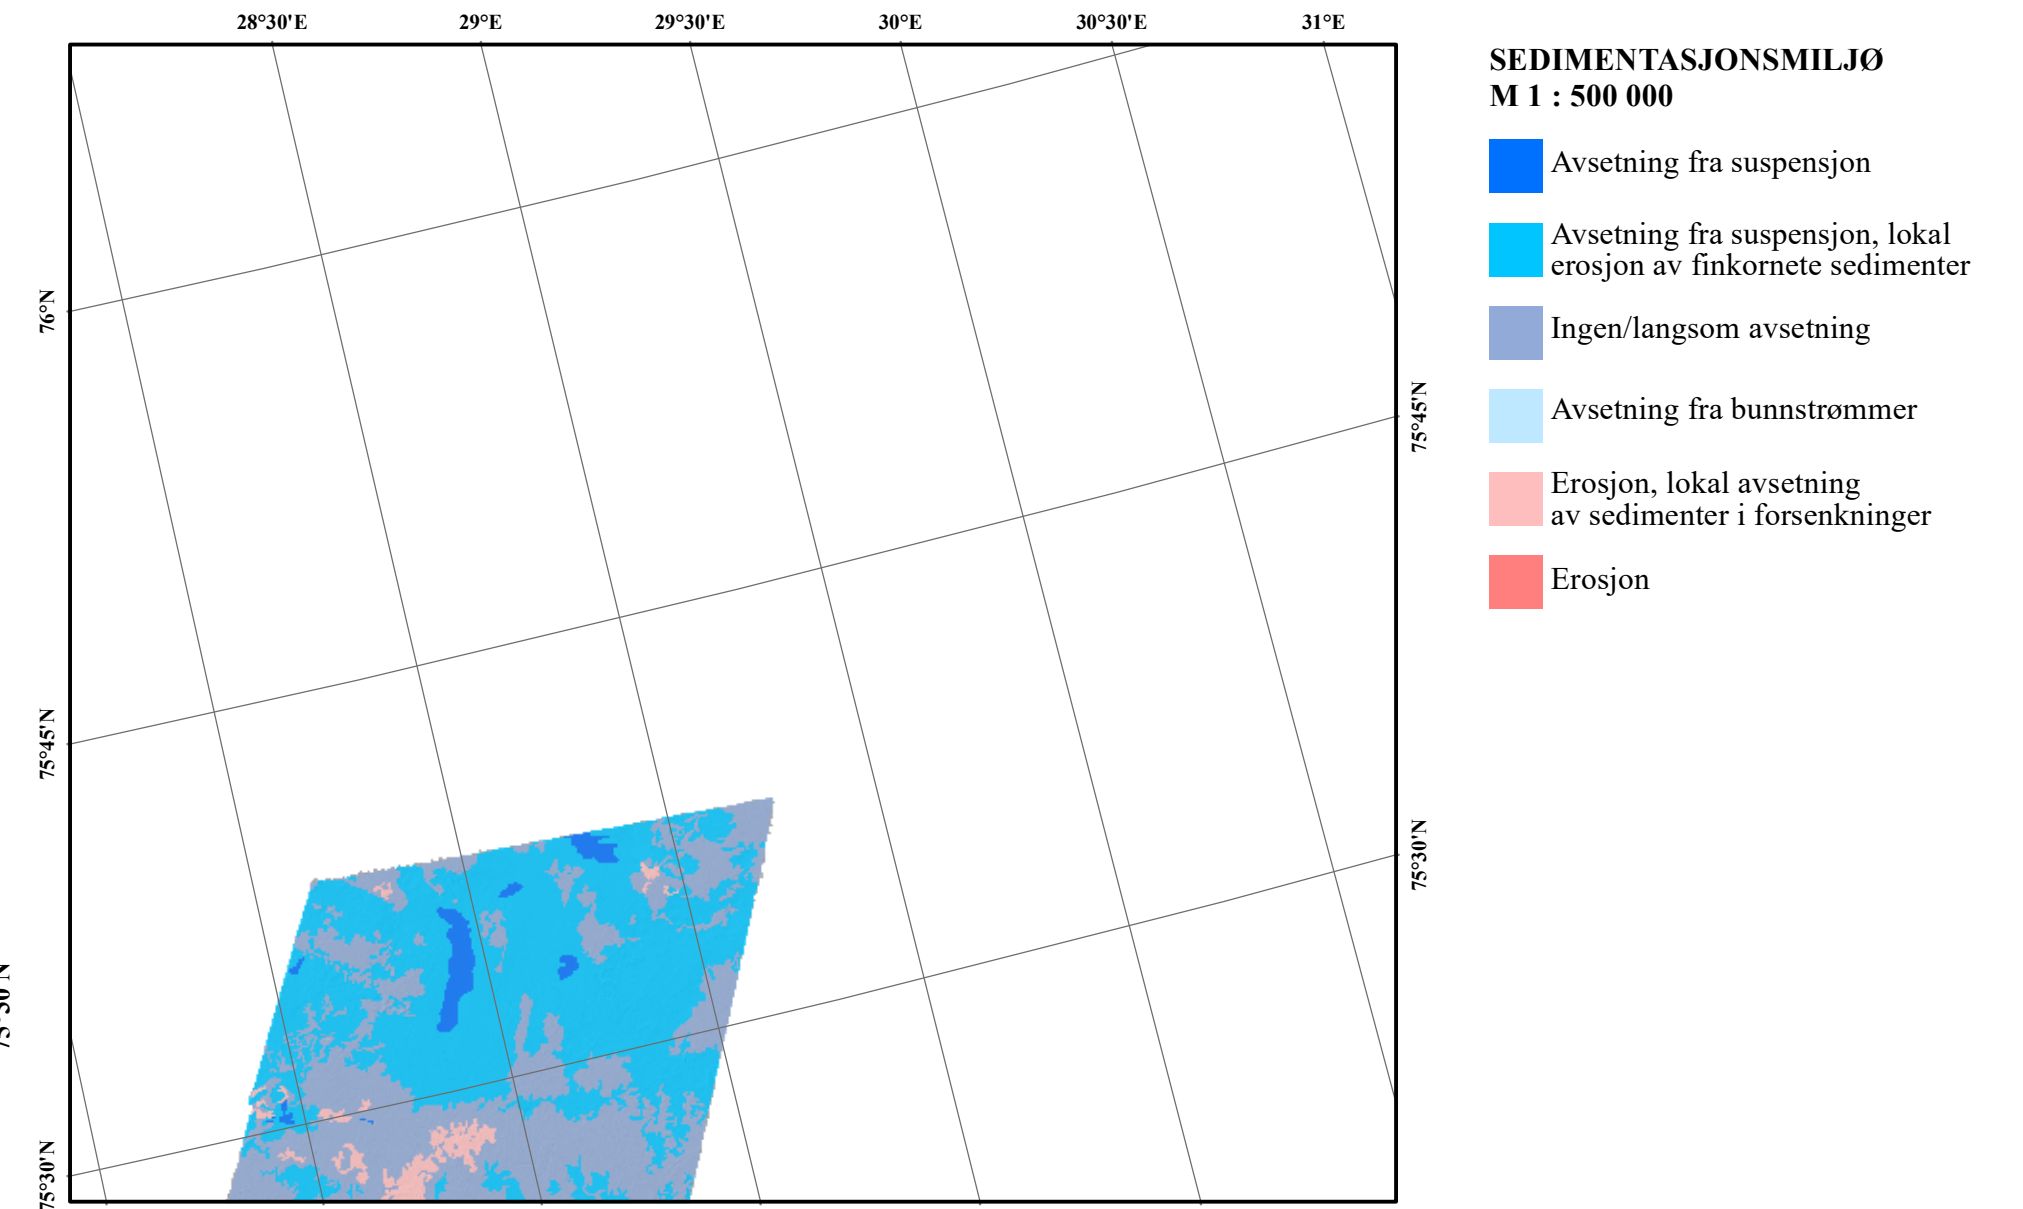 28°30'E 29°E 29°30'E 30°E 30°30'E 31°E
76°N
75°45'N
75°30'N
75°45'N
75°30'N
SEDIMENTASJONSMILJØ
M 1 : 500 000
Avsetning fra suspensjon
Avsetning fra suspensjon, lokal
erosjon av finkornete sedimenter
Ingen/langsom avsetning
Avsetning fra bunnstrømmer
Erosjon, lokal avsetning
av sedimenter i forsenkninger
Erosjon